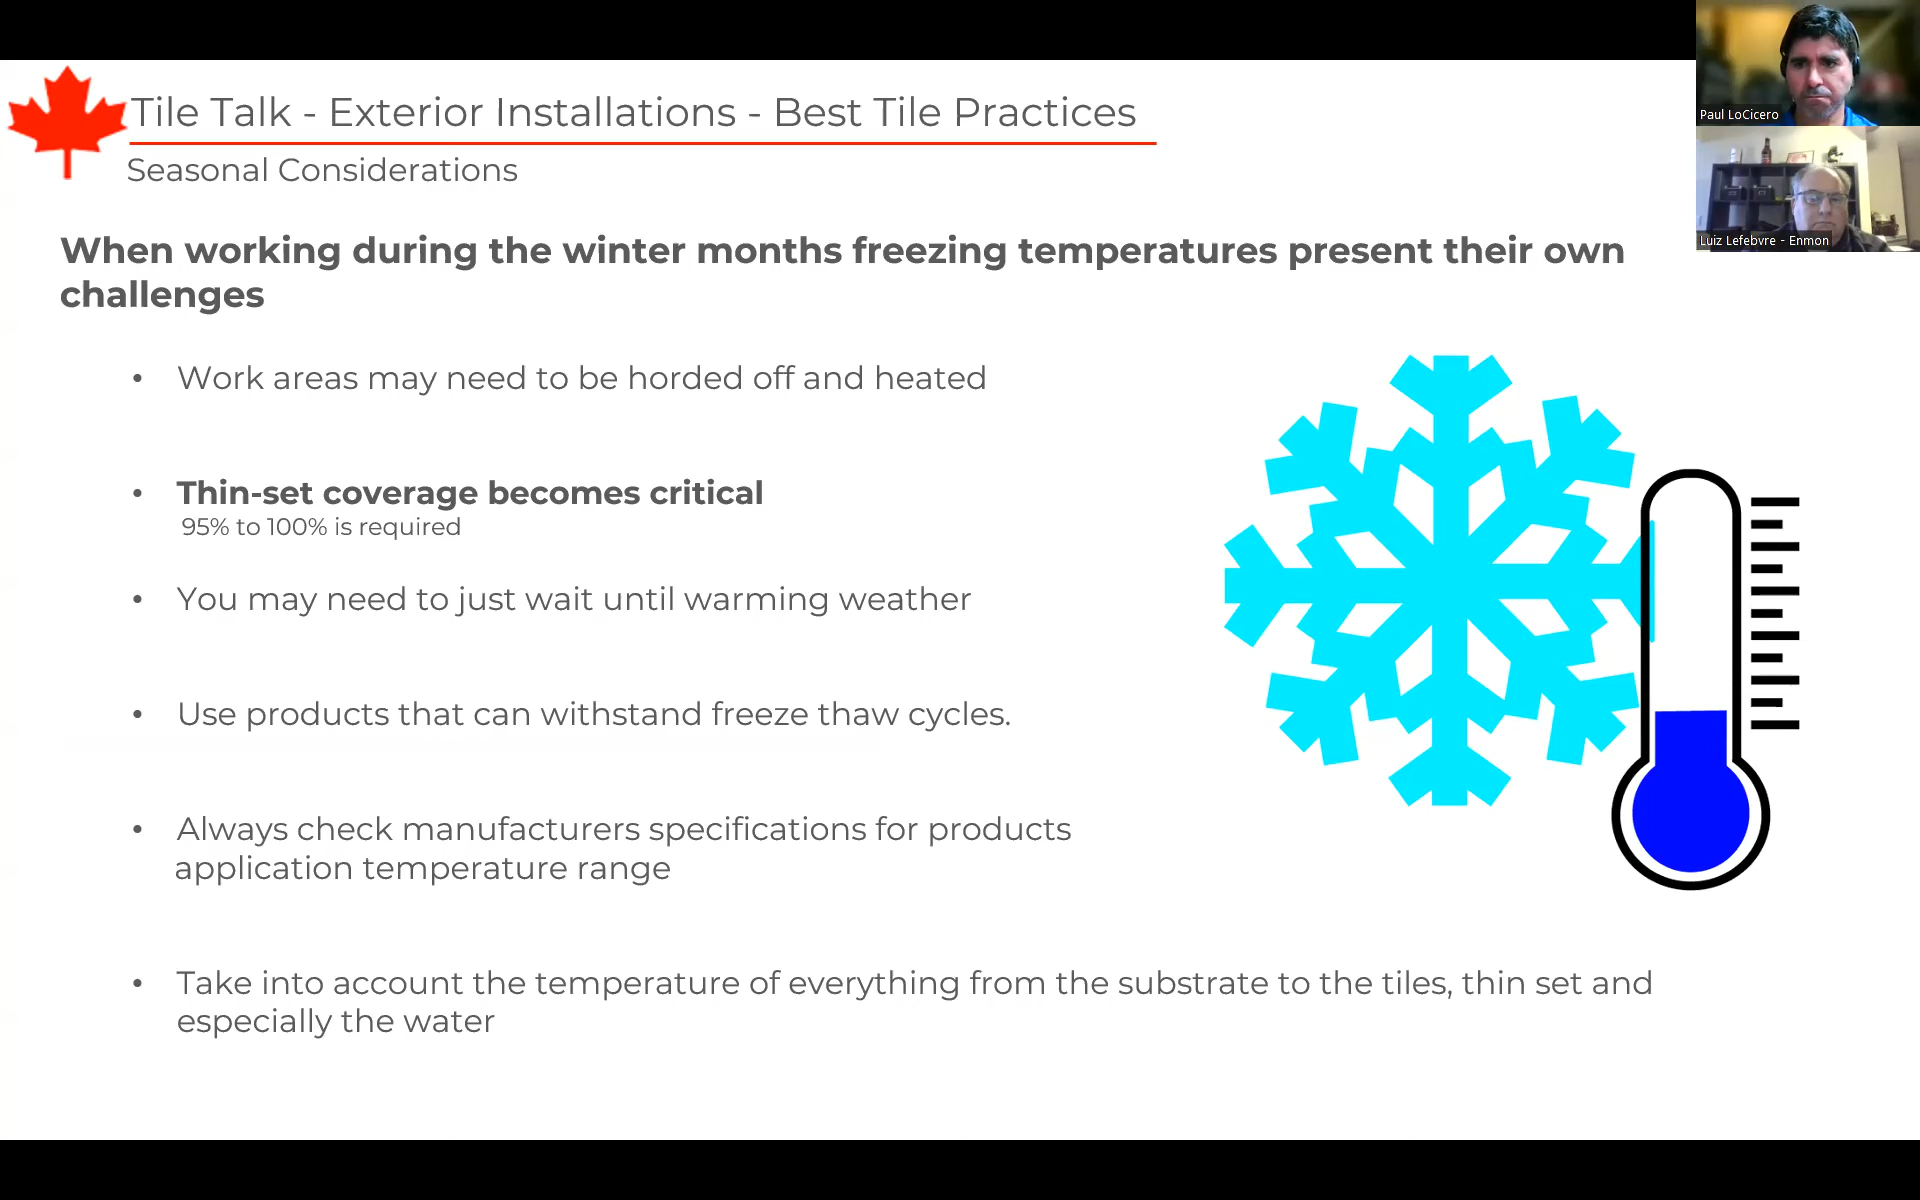 Tile Talk - Exterior Installations - Best Tile Practices
Seasonal Considerations
When working during the winter months freezing temperatures present their own
challenges
• Work areas may need to be horded off and heated
• Thin-set coverage becomes critical
95% to 100% is required
• You may need to just wait until warming weather
• Use products that can withstand freeze thaw cycles.
• Always check manufacturers specifications for products
application temperature range
• Take into account the temperature of everything from the substrate to the tiles, thin set and
especially the water
Paul LoCicero
Luiz Lefebvre - Enmon